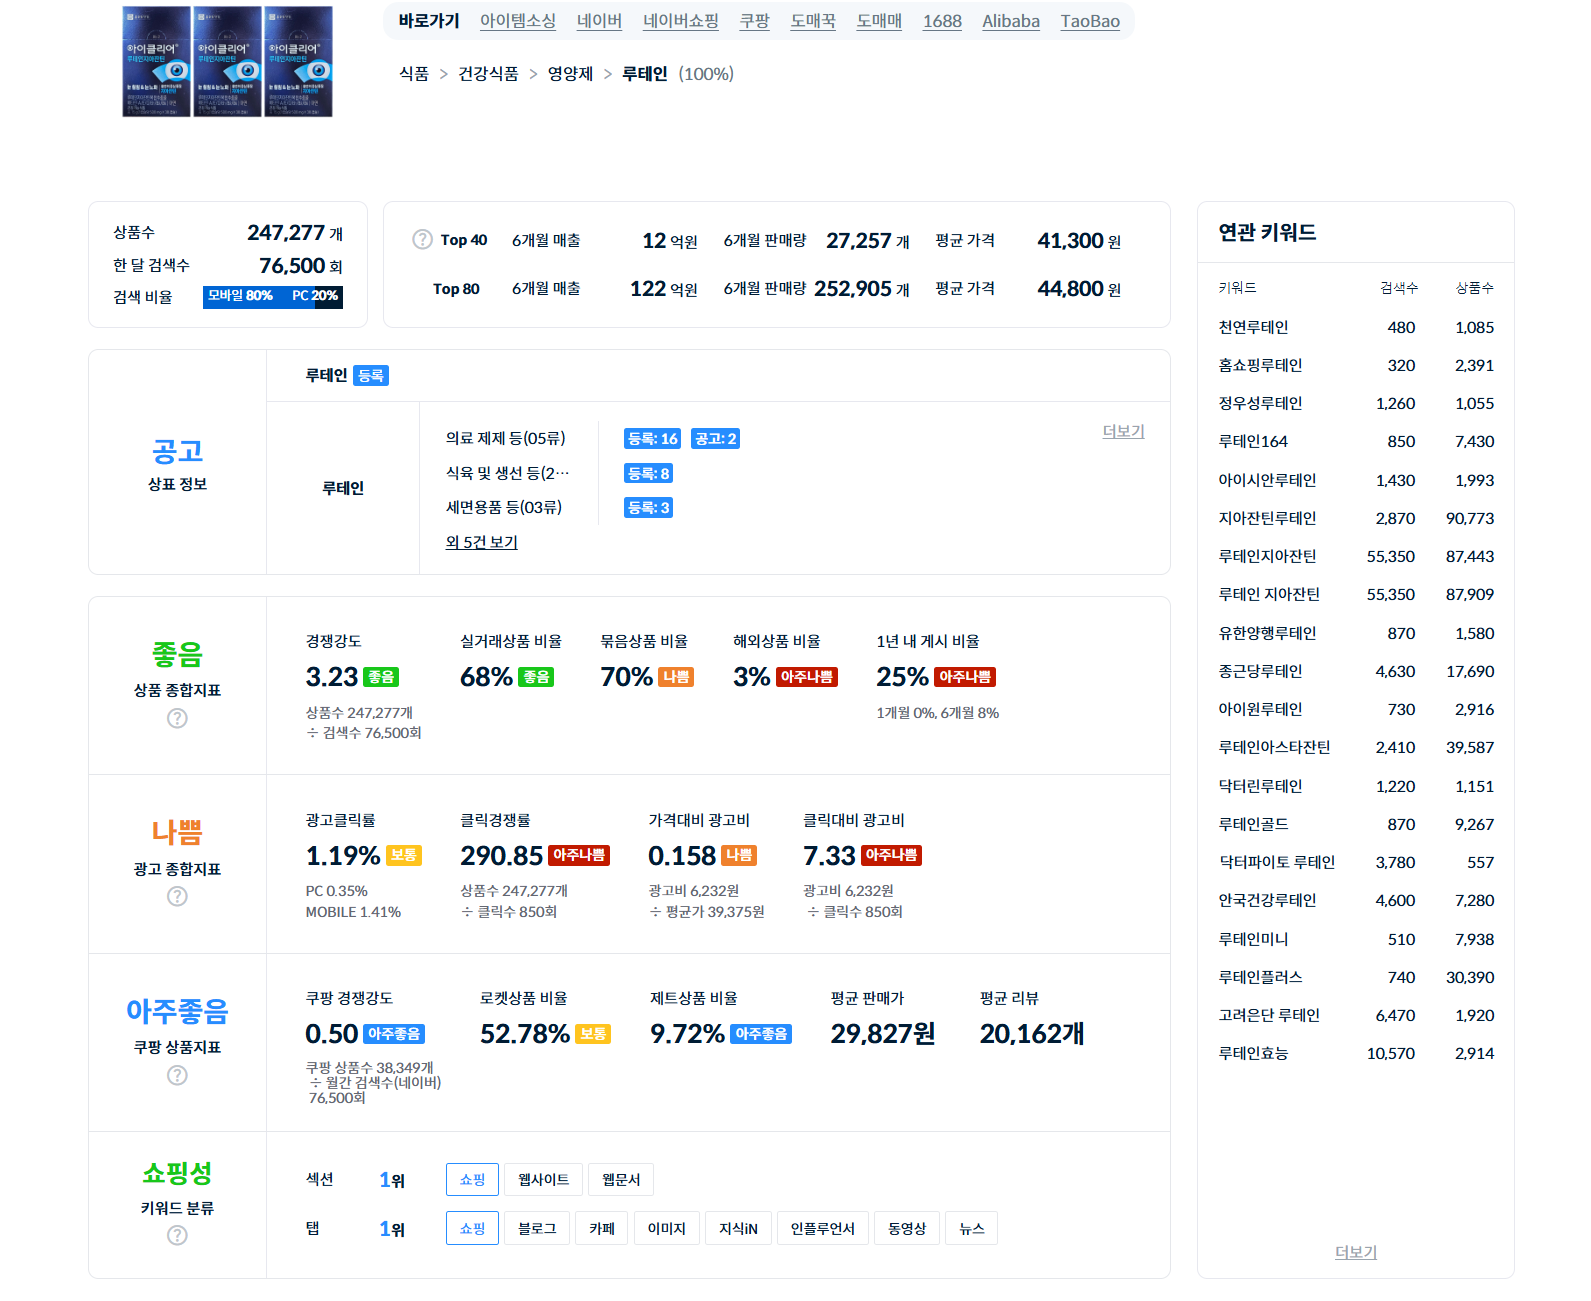 아이클리어 아이클리어 아이클리어
루테인지아잔틴 루테인지아잔틴 루테인지아잔틴
바로가기 아이템소싱 네이버 네이버쇼핑 쿠팡 도매꾹 도매매 1688 Alibaba TaoBao
식품 > 건강식품 > 영양제 > 루테인 (100%)
상품수 247,277 개
한 달 검색수 76,500 회
검색 비율 모바일 80% PC 20%
? Top 40 6개월 매출 12 억원 6개월 판매량 27,257 개 평균 가격 41,300 원
Top 80 6개월 매출 122 억원 6개월 판매량 252,905 개 평균 가격 44,800 원
공고
상표 정보
루테인 등록
루테인
의료 제제 등(05류) 등록: 16 공고: 2
더보기
식육 및 생선 등(2… 등록: 8
세면용품 등(03류) 등록: 3
외 5건 보기
좋음
상품 종합지표
?
경쟁강도 실거래상품 비율 묶음상품 비율 해외상품 비율 1년 내 게시 비율
3.23 좋음 68% 좋음 70% 나쁨 3% 아주나쁨 25% 아주나쁨
상품수 247,277개 1개월 0%, 6개월 8%
÷ 검색수 76,500회
나쁨
광고 종합지표
?
광고클릭률 클릭경쟁률 가격대비 광고비 클릭대비 광고비
1.19% 보통 290.85 아주나쁨 0.158 나쁨 7.33 아주나쁨
PC 0.35% 상품수 247,277개 광고비 6,232원 광고비 6,232원
MOBILE 1.41% ÷ 클릭수 850회 ÷ 평균가 39,375원 ÷ 클릭수 850회
아주좋음
쿠팡 상품지표
?
쿠팡 경쟁강도 로켓상품 비율 제트상품 비율 평균 판매가 평균 리뷰
0.50 아주좋음 52.78% 보통 9.72% 아주좋음 29,827원 20,162개
쿠팡 상품수 38,349개
÷ 월간 검색수(네이버)
76,500회
쇼핑성
키워드 분류
?
섹션 1위 쇼핑 웹사이트 웹문서
탭 1위 쇼핑 블로그 카페 이미지 지식iN 인플루언서 동영상 뉴스
연관 키워드
키워드 검색수 상품수
천연루테인 480 1,085
홈쇼핑루테인 320 2,391
정우성루테인 1,260 1,055
루테인164 850 7,430
아이시안루테인 1,430 1,993
지아잔틴루테인 2,870 90,773
루테인지아잔틴 55,350 87,443
루테인 지아잔틴 55,350 87,909
유한양행루테인 870 1,580
종근당루테인 4,630 17,690
아이원루테인 730 2,916
루테인아스타잔틴 2,410 39,587
닥터린루테인 1,220 1,151
루테인골드 870 9,267
닥터파이토 루테인 3,780 557
안국건강루테인 4,600 7,280
루테인미니 510 7,938
루테인플러스 740 30,390
고려은단 루테인 6,470 1,920
루테인효능 10,570 2,914
더보기